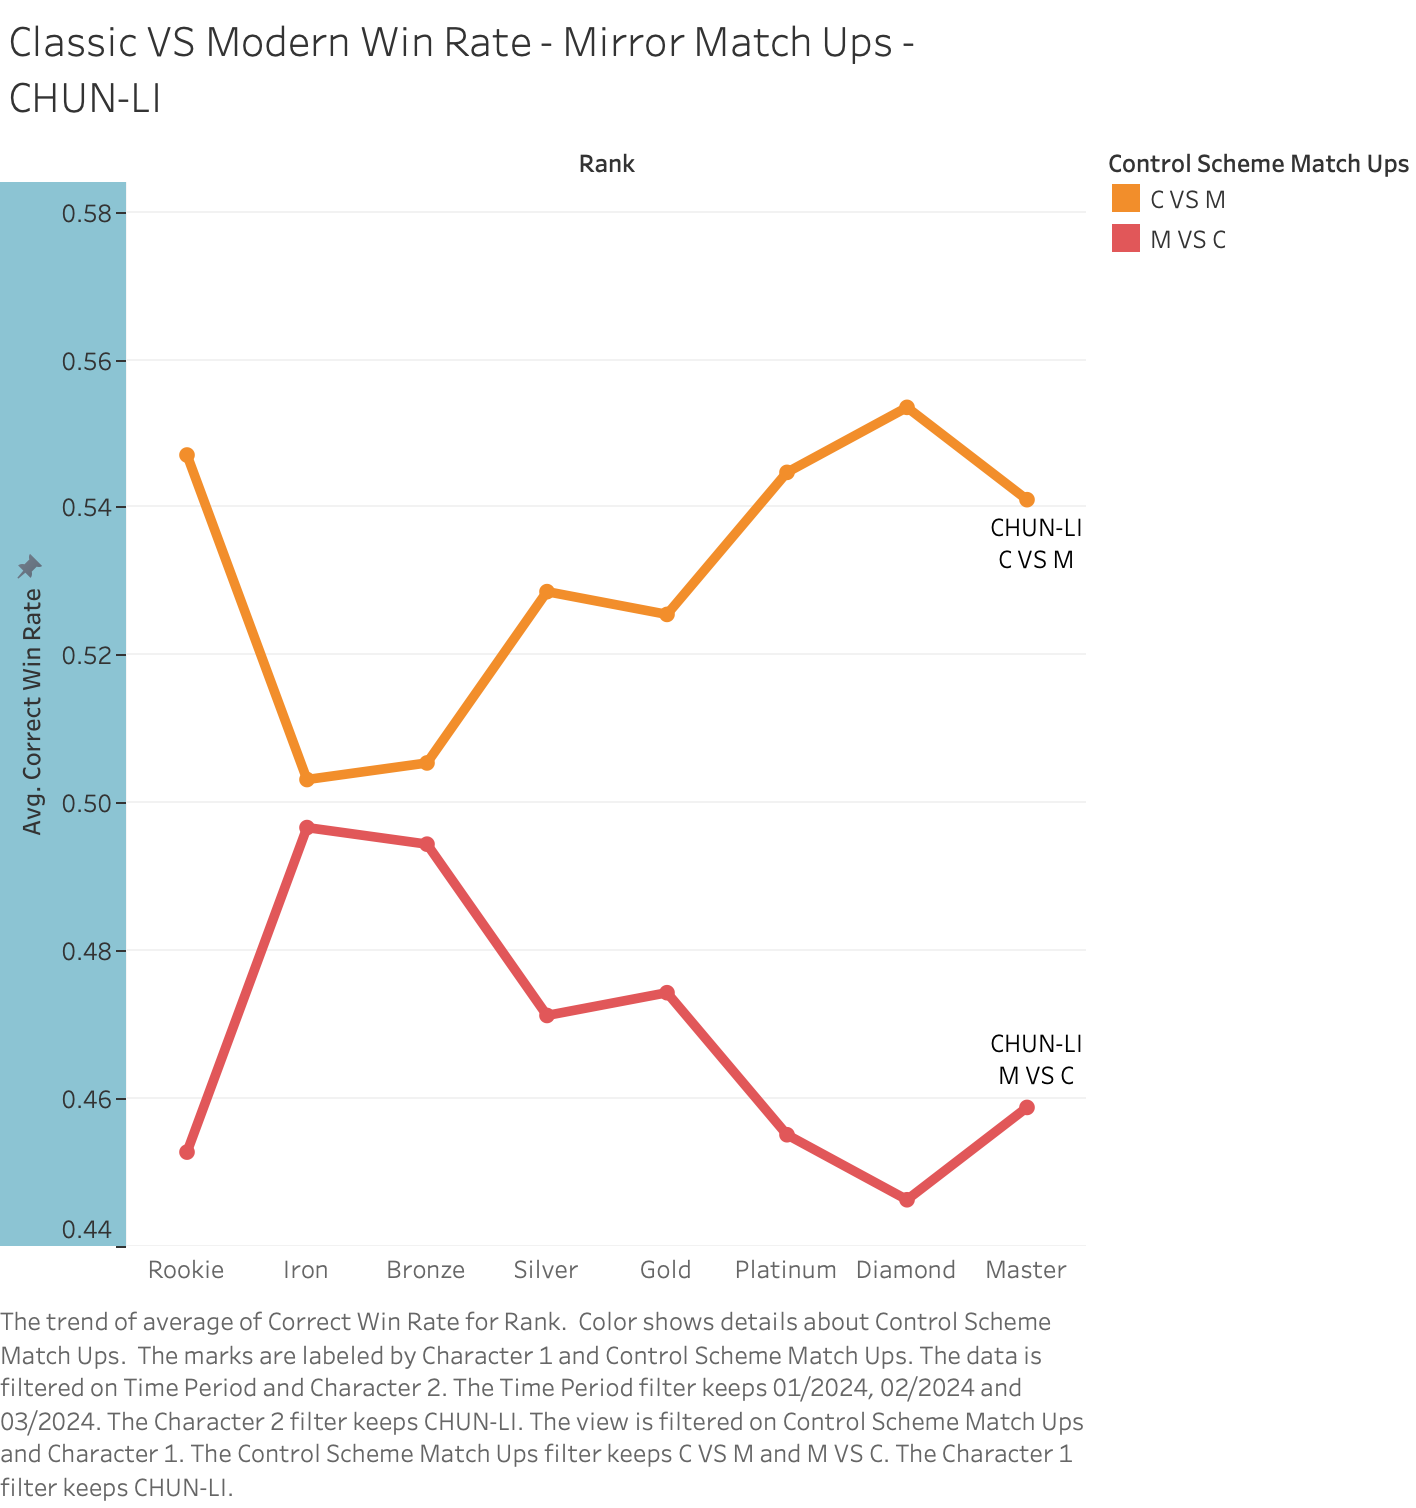 Classic VS Modern Win Rate - Mirror Match Ups -
CHUN-LI
Rank
Control Scheme Match Ups
C VS M
M VS C
Avg. Correct Win Rate
0.58
0.56
0.54
0.52
0.50
0.48
0.46
0.44
CHUN-LI
C VS M
CHUN-LI
M VS C
Rookie Iron Bronze Silver Gold Platinum Diamond Master
The trend of average of Correct Win Rate for Rank.  Color shows details about Control Scheme
Match Ups.  The marks are labeled by Character 1 and Control Scheme Match Ups. The data is
filtered on Time Period and Character 2. The Time Period filter keeps 01/2024, 02/2024 and
03/2024. The Character 2 filter keeps CHUN-LI. The view is filtered on Control Scheme Match Ups
and Character 1. The Control Scheme Match Ups filter keeps C VS M and M VS C. The Character 1
filter keeps CHUN-LI.